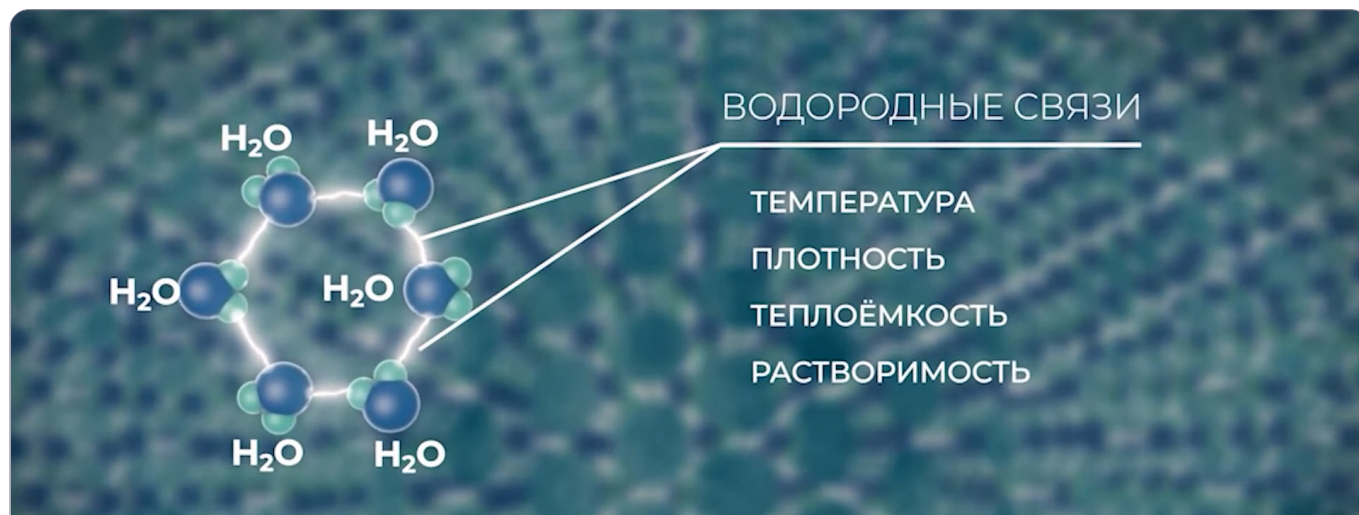 H₂O
H₂O
H₂O
H₂O
H₂O
H₂O
ВОДОРОДНЫЕ СВЯЗИ
ТЕМПЕРАТУРА
ПЛОТНОСТЬ
ТЕПЛОЁМКОСТЬ
РАСТВОРИМОСТЬ